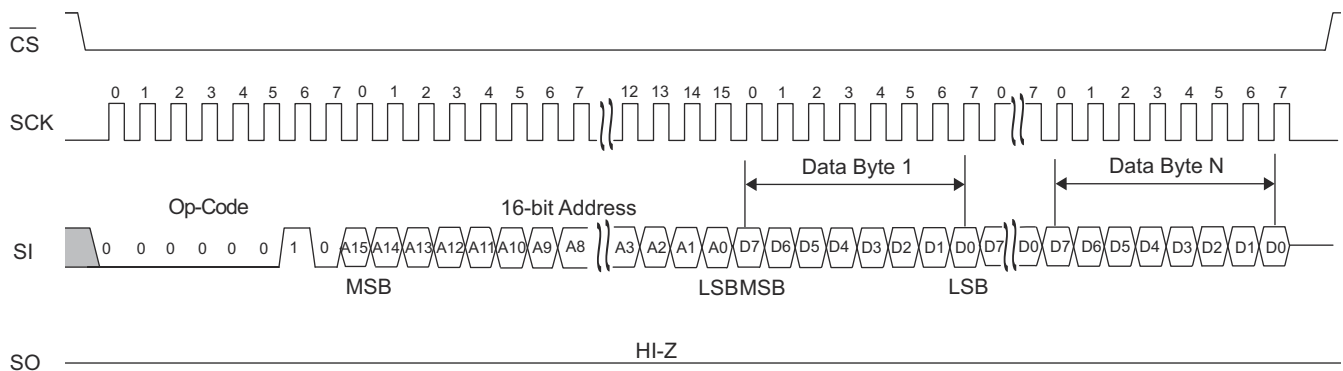 CS
SCK
0 1 2 3 4 5 6 7 0 1 2 3 4 5 6 7 12 13 14 15 0 1 2 3 4 5 6 7 0 7 0 1 2 3 4 5 6 7
Data Byte 1 Data Byte N
Op-Code 16-bit Address
SI
0 0 0 0 0 0 1 0 A15 A14 A13 A12 A11 A10 A9 A8 A3 A2 A1 A0 D7 D6 D5 D4 D3 D2 D1 D0 D7 D0 D7 D6 D5 D4 D3 D2 D1 D0
MSB LSB MSB LSB
HI-Z
SO